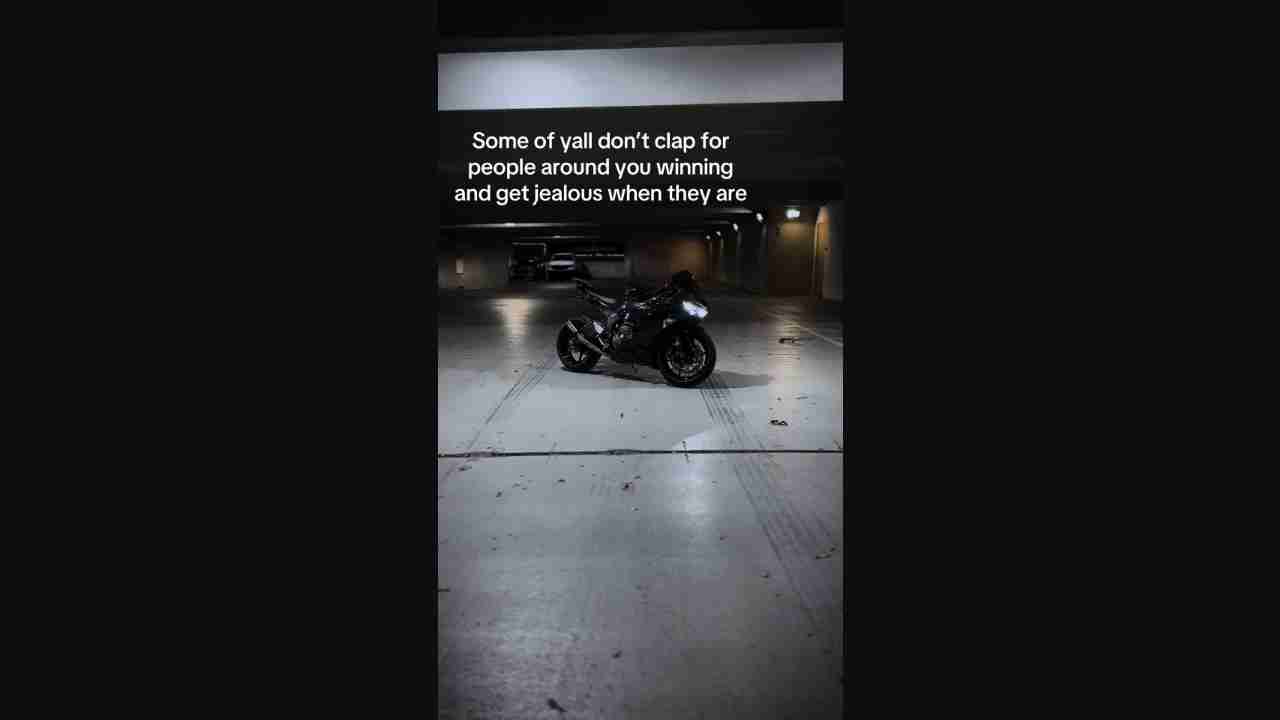 Some of yall don’t clap for
people around you winning
and get jealous when they are